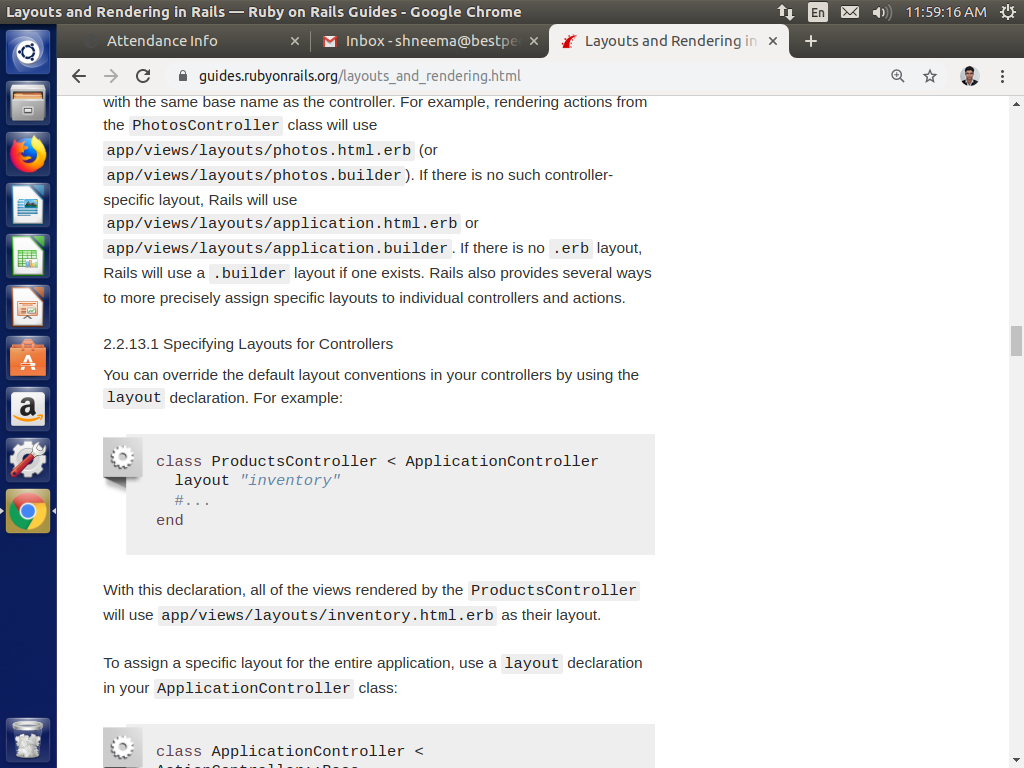 Layouts and Rendering in Rails — Ruby on Rails Guides - Google Chrome
En
11:59:16 AM
Attendance Info
Inbox - shneema@bestpe
Layouts and Rendering in
guides.rubyonrails.org/layouts_and_rendering.html
with the same base name as the controller. For example, rendering actions from
the PhotosController class will use
app/views/layouts/photos.html.erb (or
app/views/layouts/photos.builder). If there is no such controller-
specific layout, Rails will use
app/views/layouts/application.html.erb or
app/views/layouts/application.builder. If there is no .erb layout,
Rails will use a .builder layout if one exists. Rails also provides several ways
to more precisely assign specific layouts to individual controllers and actions.
2.2.13.1 Specifying Layouts for Controllers
You can override the default layout conventions in your controllers by using the
layout declaration. For example:
class ProductsController < ApplicationController
layout "inventory"
#...
end
With this declaration, all of the views rendered by the ProductsController
will use app/views/layouts/inventory.html.erb as their layout.
To assign a specific layout for the entire application, use a layout declaration
in your ApplicationController class:
class ApplicationController <
ActionController::Base